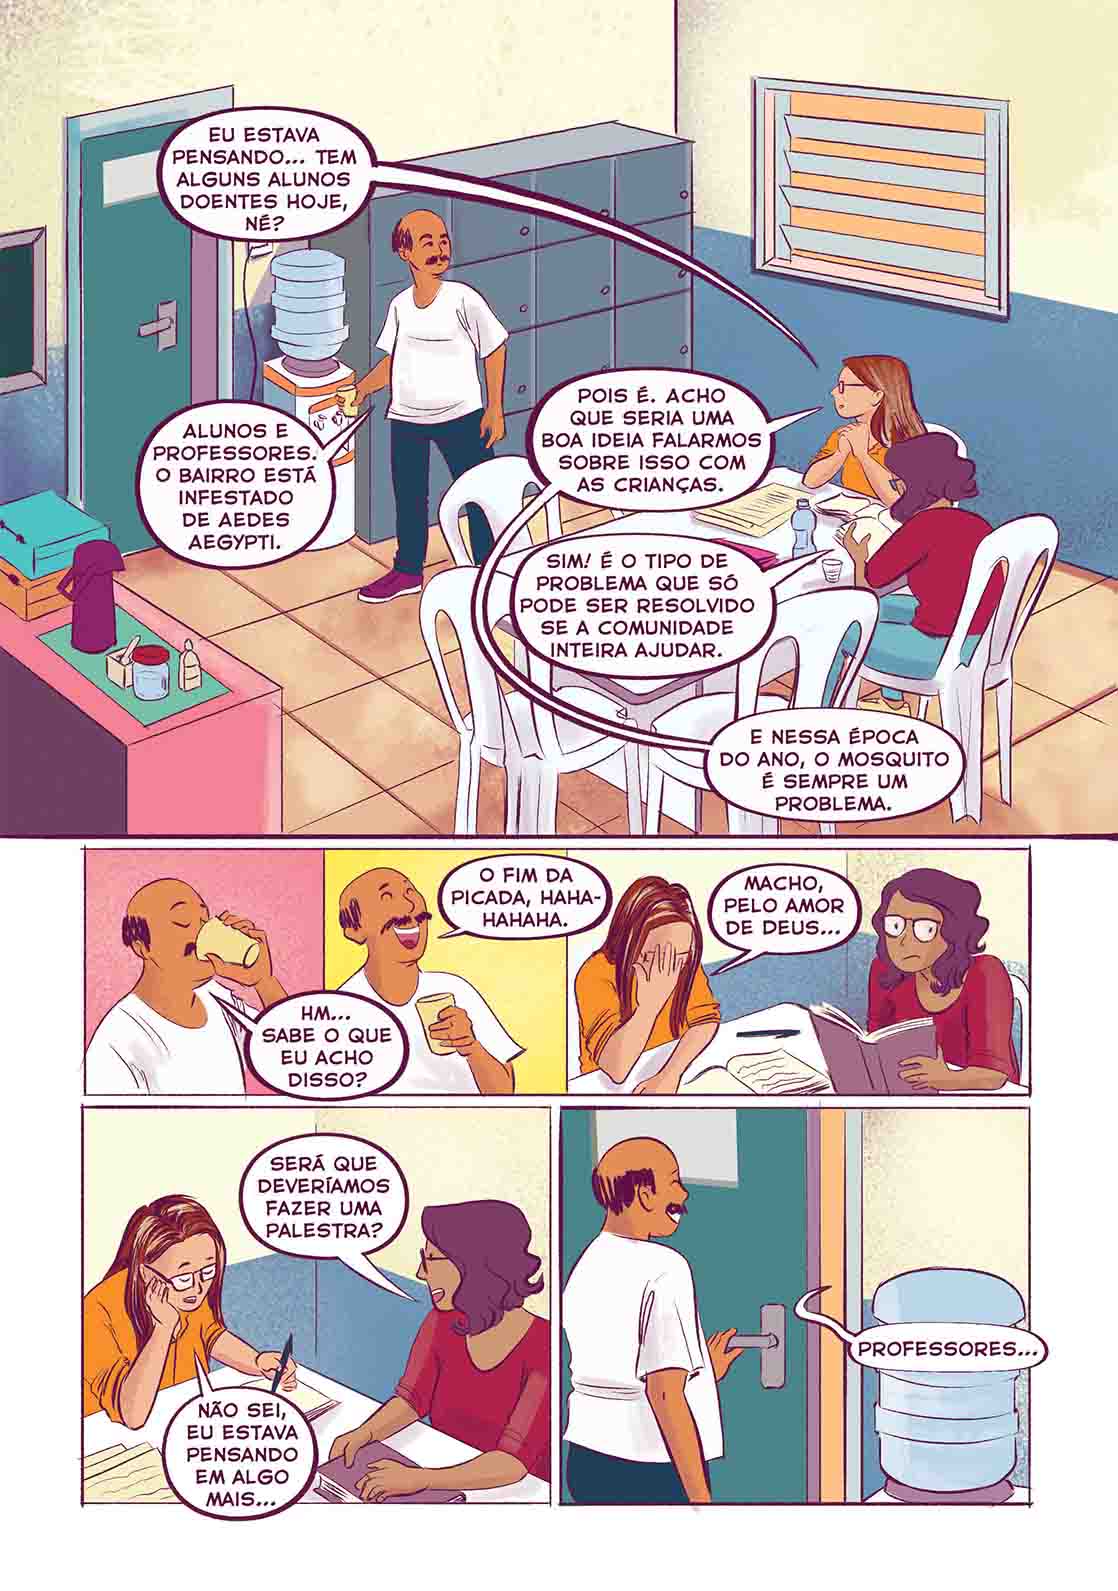 EU ESTAVA
PENSANDO... TEM
ALGUNS ALUNOS
DOENTES HOJE,
NÉ?
ALUNOS E
PROFESSORES.
O BAIRRO ESTÁ
INFESTADO
DE AEDES
AEGYPTI.
POIS É. ACHO
QUE SERIA UMA
BOA IDEIA FALARMOS
SOBRE ISSO COM
AS CRIANÇAS.
SIM! É O TIPO DE
PROBLEMA QUE SÓ
PODE SER RESOLVIDO
SE A COMUNIDADE
INTEIRA AJUDAR.
E NESSA ÉPOCA
DO ANO, O MOSQUITO
É SEMPRE UM
PROBLEMA.
HM...
SABE O QUE
EU ACHO
DISSO?
O FIM DA
PICADA, HAHA-
HAHAHA.
MACHO,
PELO AMOR
DE DEUS...
SERÁ QUE
DEVERÍAMOS
FAZER UMA
PALESTRA?
NÃO SEI,
EU ESTAVA
PENSANDO
EM ALGO
MAIS...
PROFESSORES...